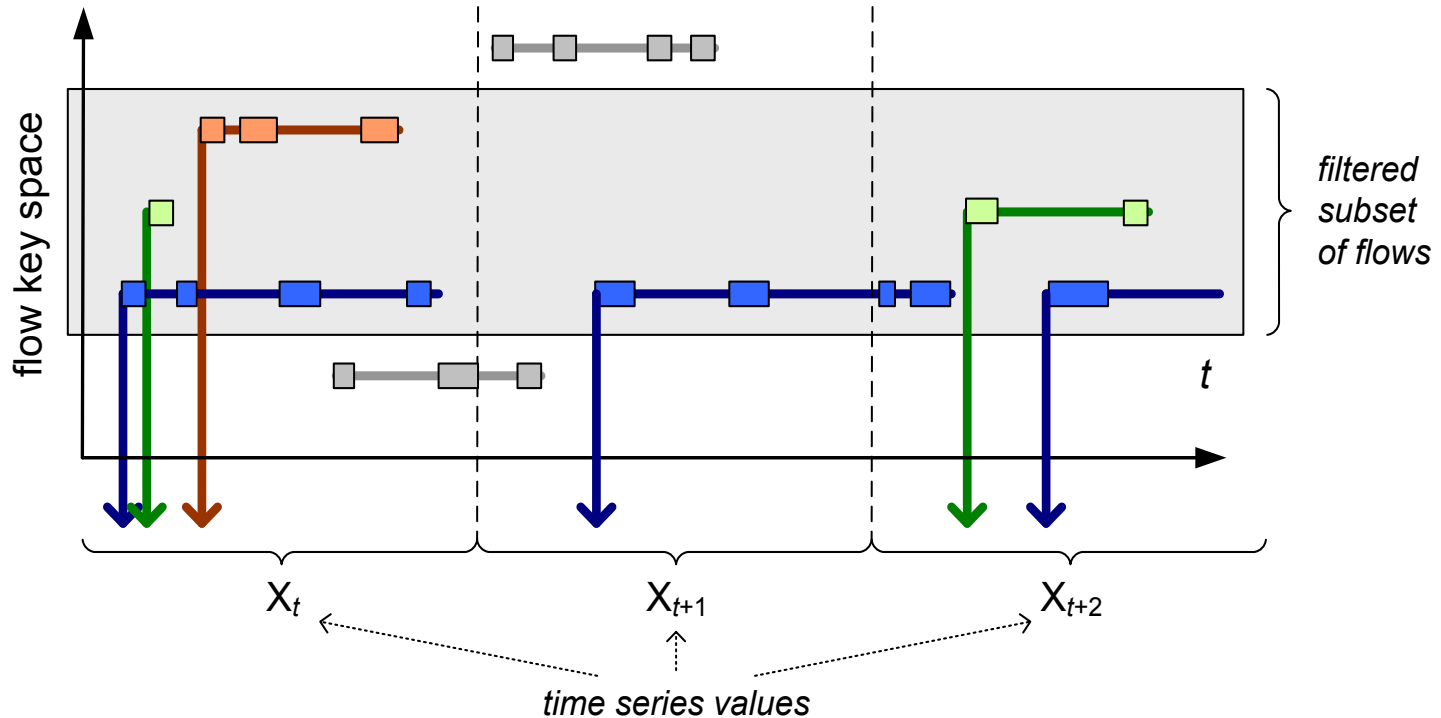 flow key space
filtered
subset
of flows
t
Xt
Xt+1
Xt+2
time series values